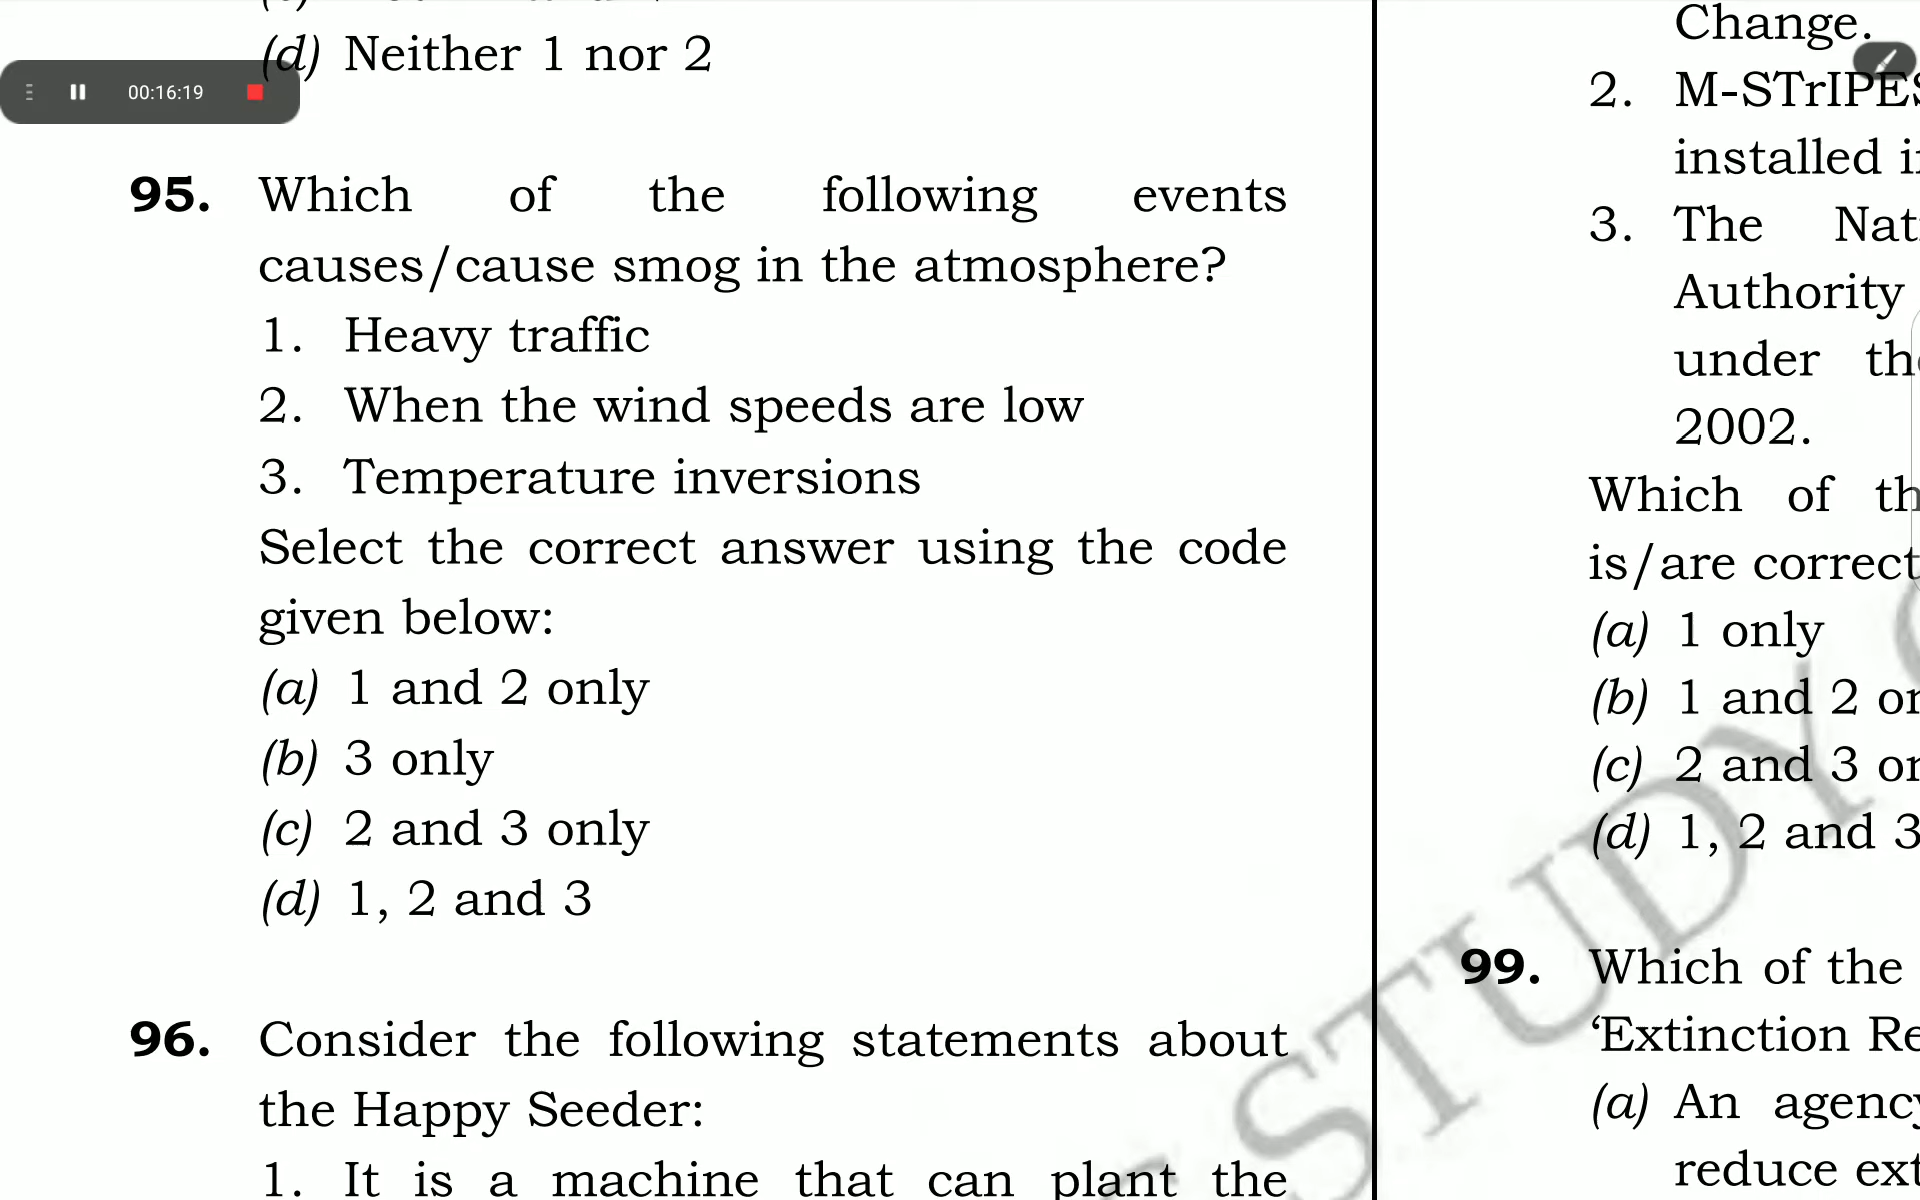 (d) Neither 1 nor 2
00:16:19
95. Which of the following events
causes/cause smog in the atmosphere?
1. Heavy traffic
2. When the wind speeds are low
3. Temperature inversions
Select the correct answer using the code
given below:
(a) 1 and 2 only
(b) 3 only
(c) 2 and 3 only
(d) 1, 2 and 3
96. Consider the following statements about
the Happy Seeder:
1. It is a machine that can plant the
Change.
2. M-STrIPES
installed
3. The
Authority
under
2002.
Which of
is/are correct
(a) 1 only
(b) 1 and 2
(c) 2 and 3
(d) 1, 2 and 3
99. Which of the
‘Extinction
(a) An
reduce
STUDY